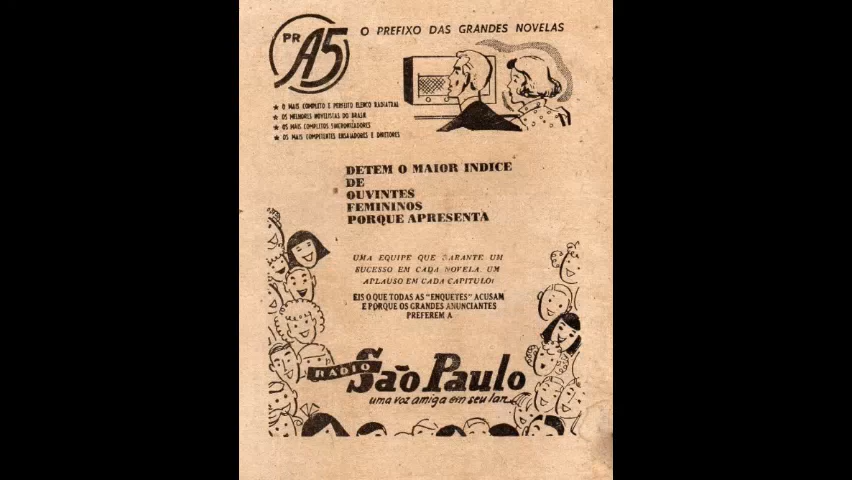 PR A5
O PREFIXO DAS GRANDES NOVELAS
★ O MAIS COMPLETO E PERFEITO ELENCO RADIATRAL
★ OS MELHORES NOVELISTAS DO BRASIL
★ OS MAIS COMPLETOS SINCRONIZADORES
★ OS MAIS COMPETENTES ENSAIADORES E DIRETORES
DETEM O MAIOR INDICE
DE
OUVINTES
FEMININOS
PORQUE APRESENTA
UMA EQUIPE QUE GARANTE UM
SUCESSO EM CADA NOVELA. UM
APLAUSO EM CADA CAPITULO!
EIS O QUE TODAS AS "ENQUETES" ACUSAM
E PORQUE OS GRANDES ANUNCIANTES
PREFEREM A
RADIO São Paulo
uma voz amiga em seu lar